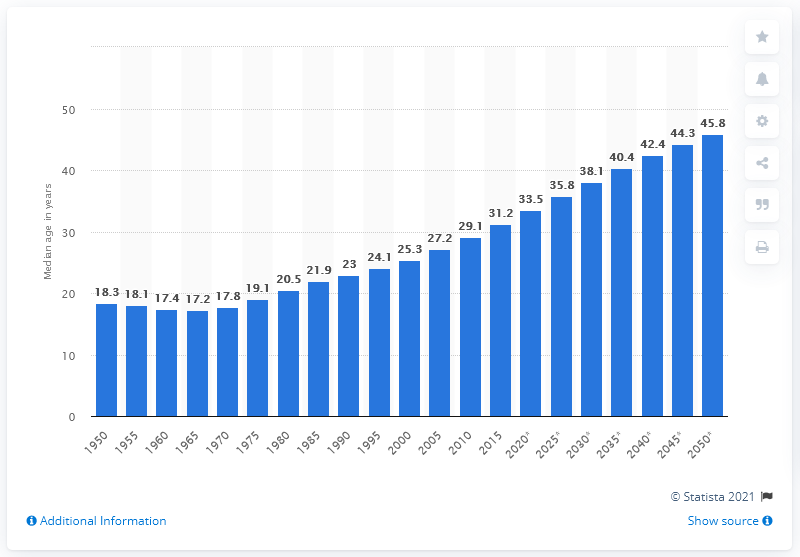 Median age in years
50
40
30
20
10
0
18.3 18.1 17.4 17.2 17.8 19.1 20.5 21.9 23 24.1 25.3 27.2 29.1 31.2 33.5 35.8 38.1 40.4 42.4 44.3 45.8
1950 1955 1960 1965 1970 1975 1980 1985 1990 1995 2000 2005 2010 2015 2020* 2025* 2030* 2035* 2040* 2045* 2050*
© Statista 2021
Additional Information
Show source